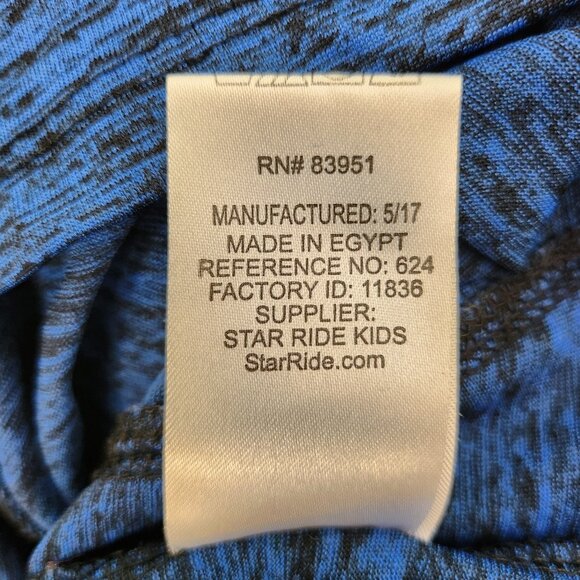 RN# 83951
MANUFACTURED: 5/17
MADE IN EGYPT
REFERENCE NO: 624
FACTORY ID: 11836
SUPPLIER:
STAR RIDE KIDS
StarRide.com